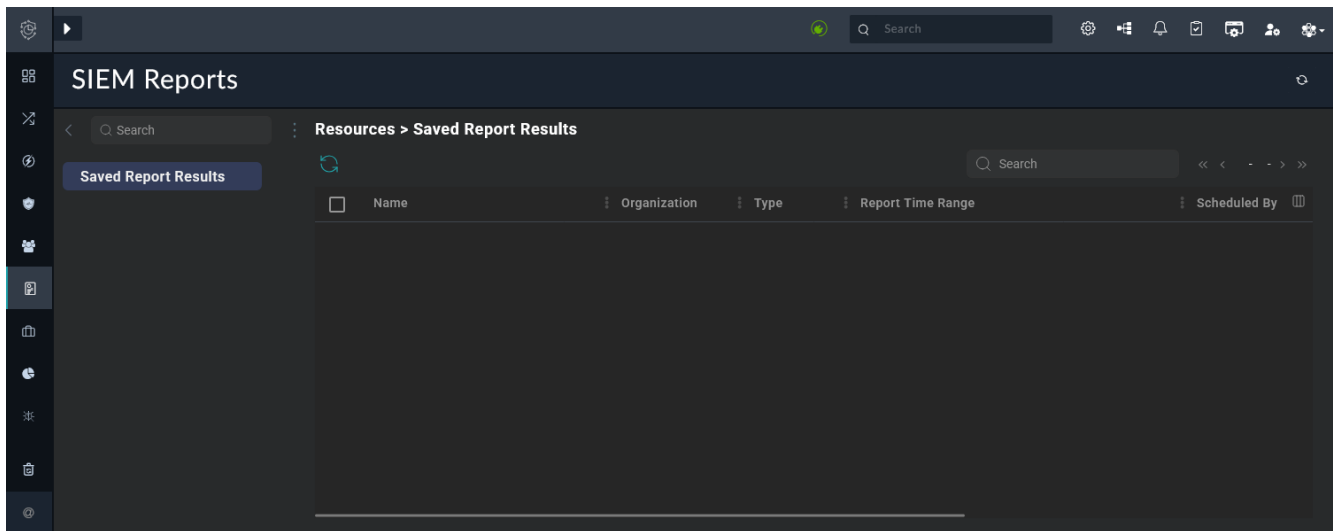 Search
SIEM Reports
Search
Resources > Saved Report Results
Saved Report Results
Search
Name
Organization
Type
Report Time Range
Scheduled By